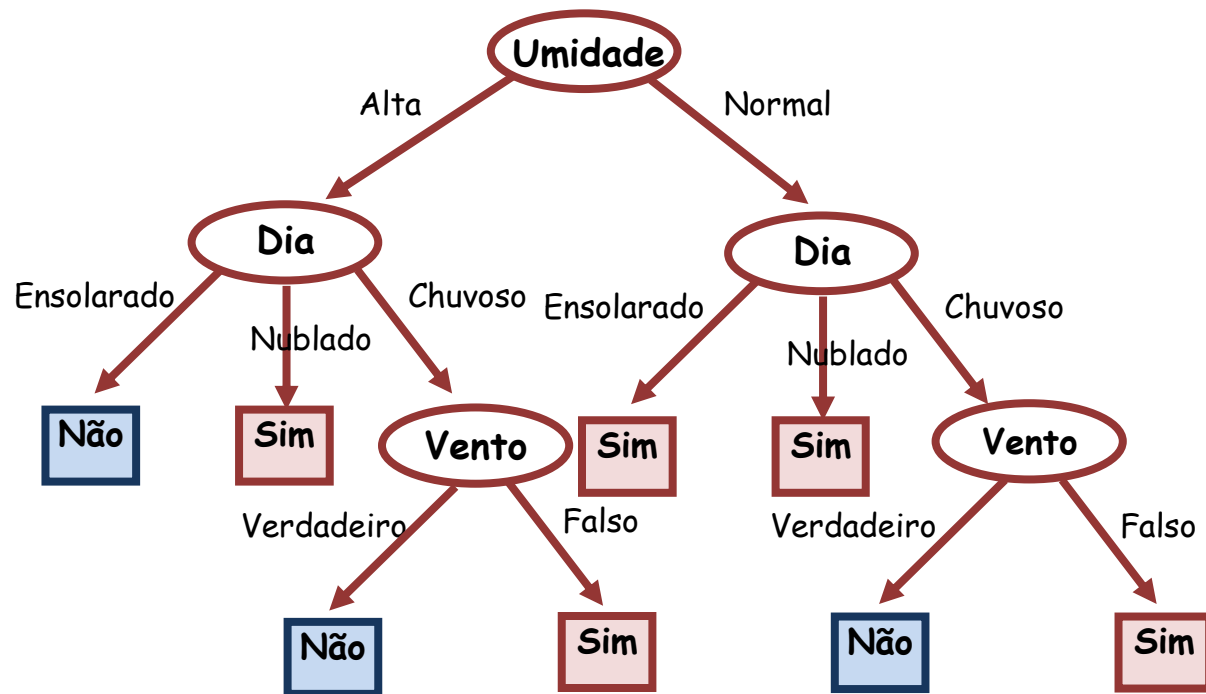 Umidade
Alta
Normal
Dia
Dia
Ensolarado
Chuvoso
Ensolarado
Chuvoso
Nublado
Nublado
Não
Sim
Vento
Sim
Sim
Vento
Verdadeiro
Falso
Verdadeiro
Falso
Não
Sim
Não
Sim